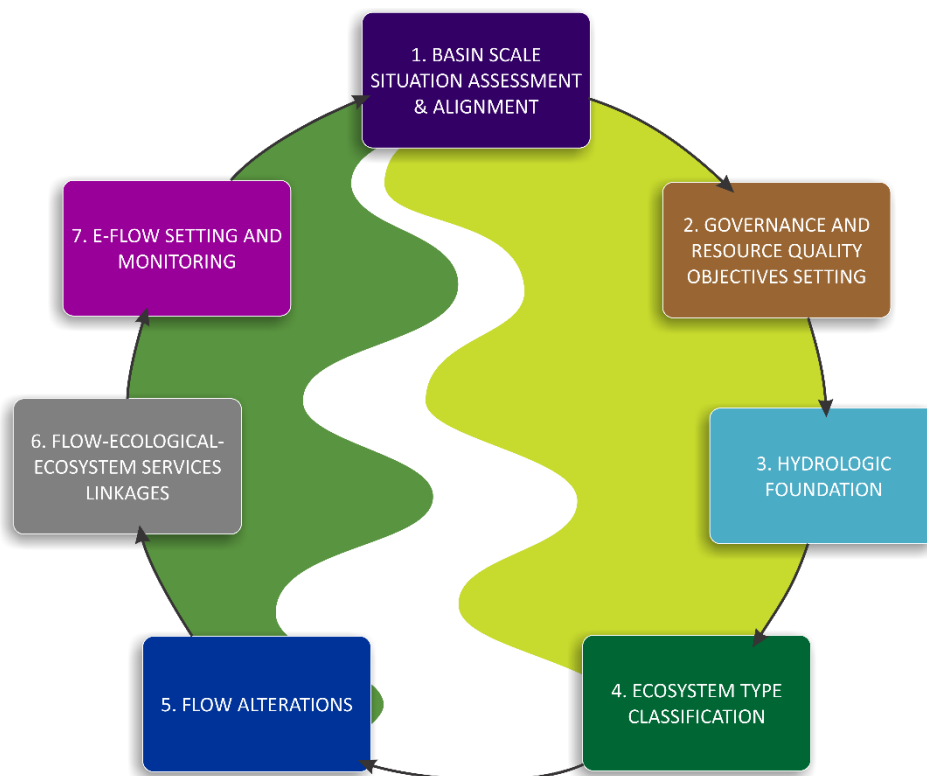 1. BASIN SCALE
SITUATION ASSESSMENT
& ALIGNMENT
2. GOVERNANCE AND
RESOURCE QUALITY
OBJECTIVES SETTING
3. HYDROLOGIC
FOUNDATION
4. ECOSYSTEM TYPE
CLASSIFICATION
5. FLOW ALTERATIONS
6. FLOW-ECOLOGICAL-
ECOSYSTEM SERVICES
LINKAGES
7. E-FLOW SETTING AND
MONITORING